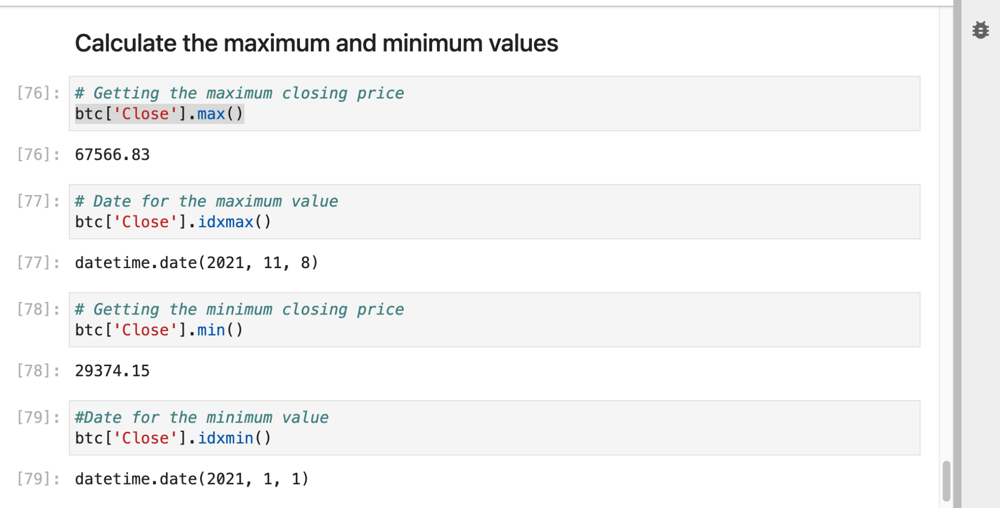 Calculate the maximum and minimum values
[76]: # Getting the maximum closing price
btc['Close'].max()
[76]: 67566.83
[77]: # Date for the maximum value
btc['Close'].idxmax()
[77]: datetime.date(2021, 11, 8)
[78]: # Getting the minimum closing price
btc['Close'].min()
[78]: 29374.15
[79]: #Date for the minimum value
btc['Close'].idxmin()
[79]: datetime.date(2021, 1, 1)